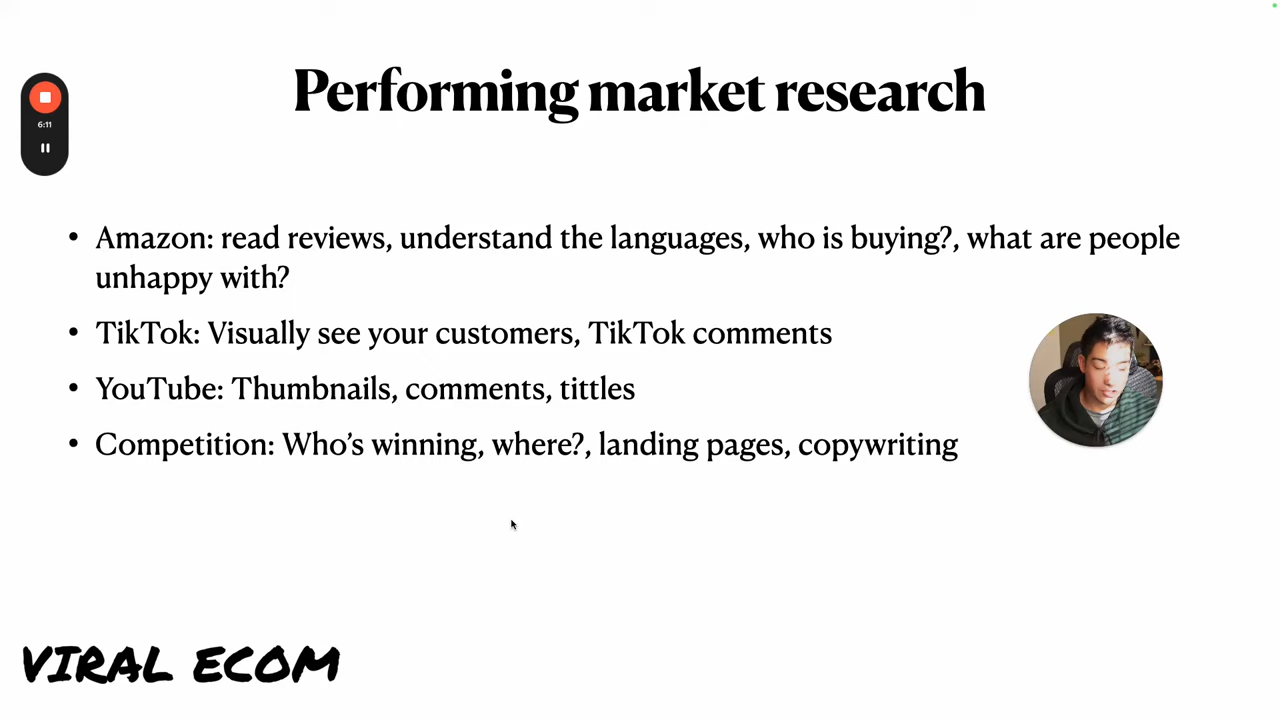 Performing market research
6:11
• Amazon: read reviews, understand the languages, who is buying?, what are people
unhappy with?
• TikTok: Visually see your customers, TikTok comments
• YouTube: Thumbnails, comments, tittles
• Competition: Who’s winning, where?, landing pages, copywriting
VIRAL ECOM